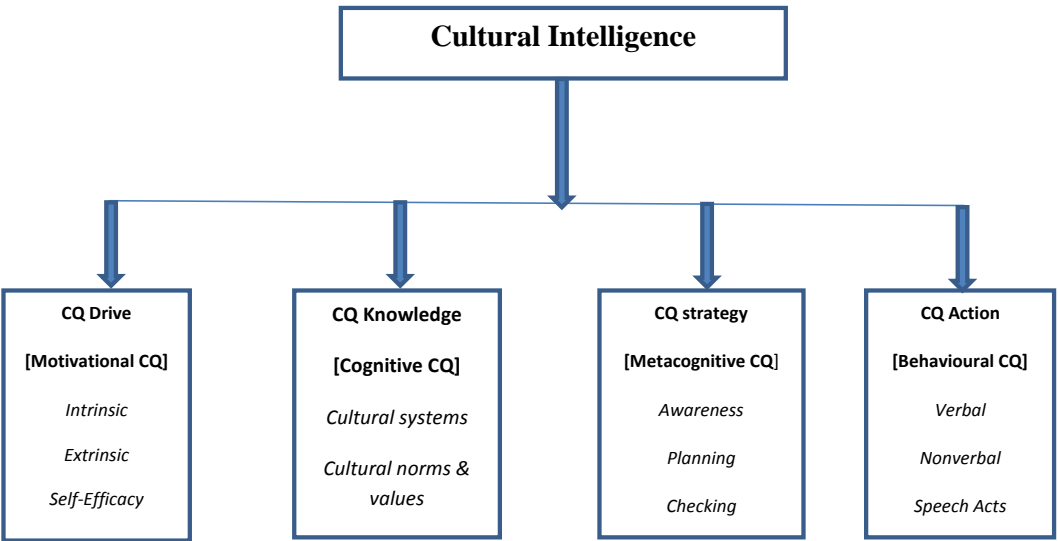 Cultural Intelligence
CQ Drive
[Motivational CQ]
Intrinsic
Extrinsic
Self-Efficacy
CQ Knowledge
[Cognitive CQ]
Cultural systems
Cultural norms &
values
CQ strategy
[Metacognitive CQ]
Awareness
Planning
Checking
CQ Action
[Behavioural CQ]
Verbal
Nonverbal
Speech Acts